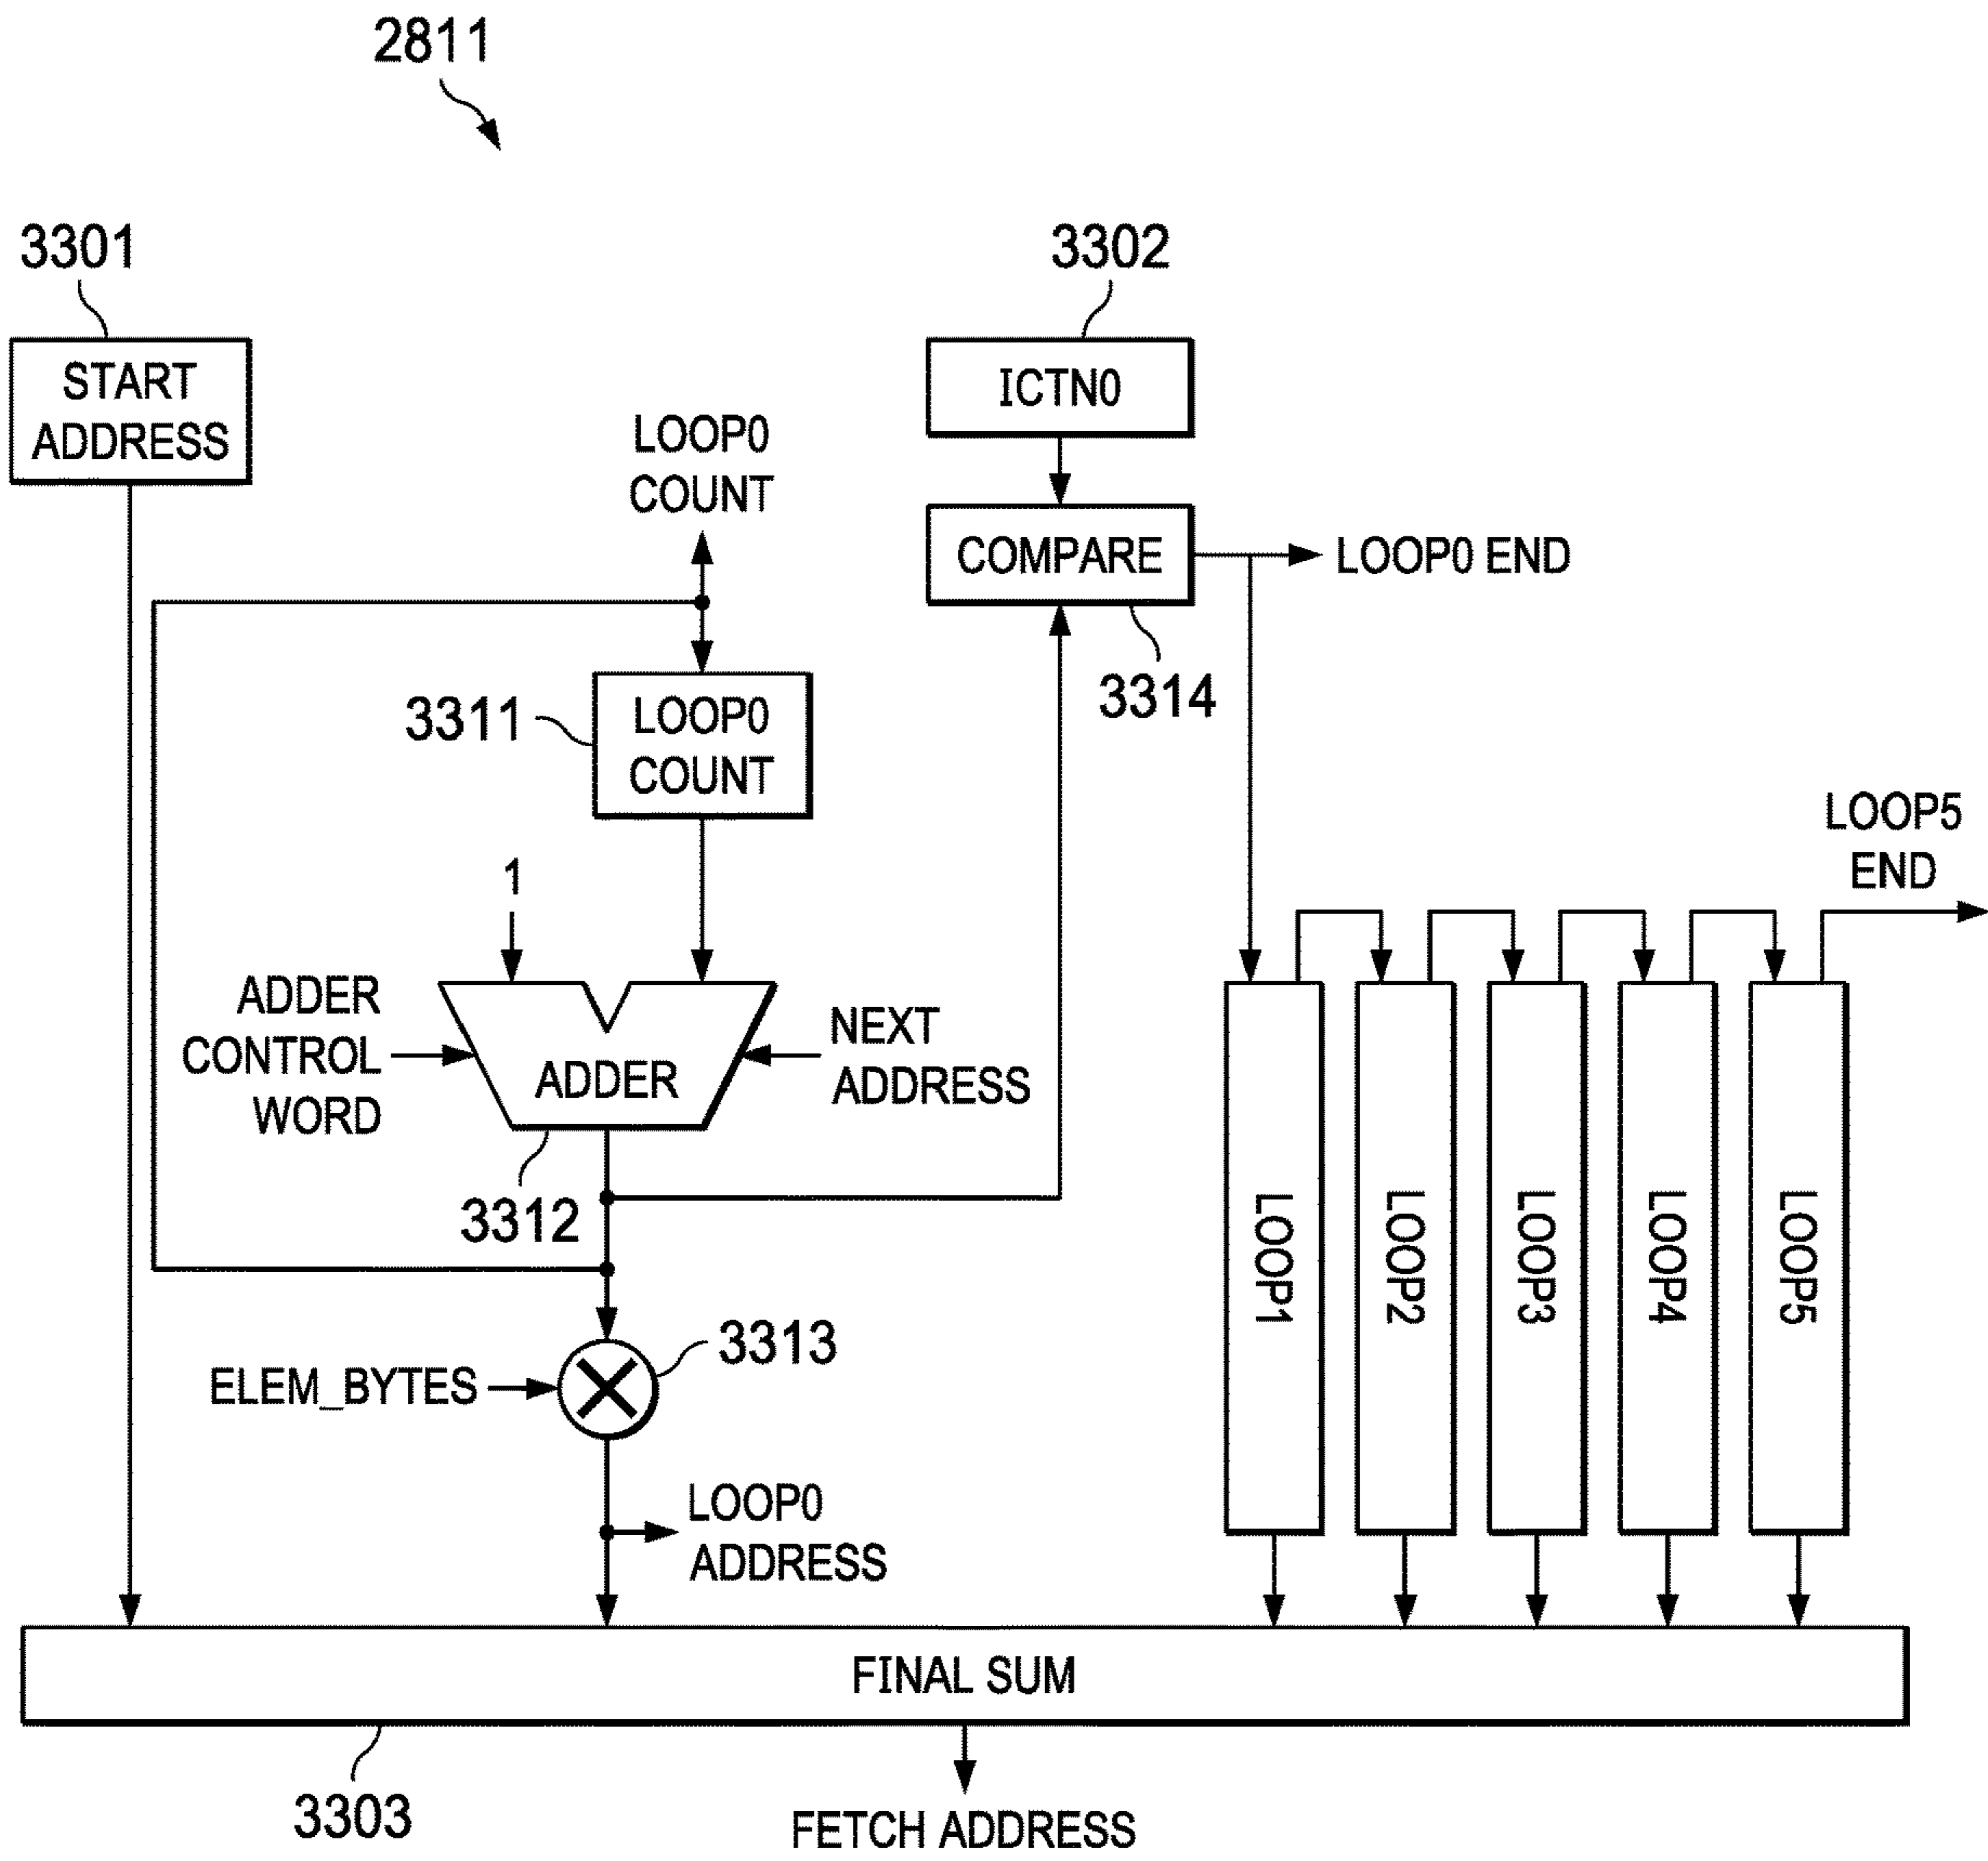 2811
3301
3302
START
ADDRESS
ICTN0
LOOP0
COUNT
COMPARE
LOOP0 END
3314
3311
LOOP0
COUNT
LOOP5
END
1
ADDER
CONTROL
WORD
ADDER
NEXT
ADDRESS
3312
LOOP1
LOOP2
LOOP3
LOOP4
LOOP5
3313
ELEM_BYTES
LOOP0
ADDRESS
FINAL SUM
3303
FETCH ADDRESS